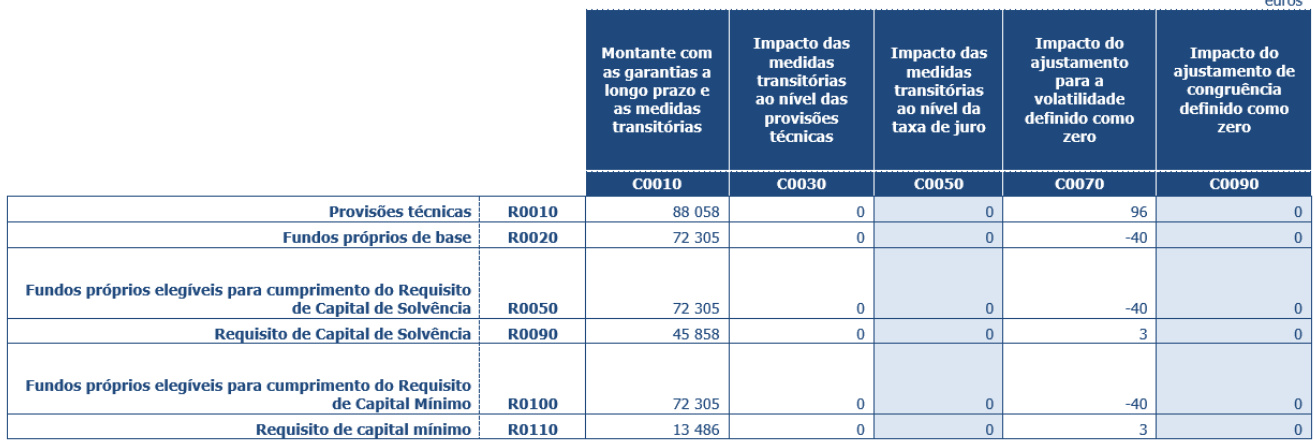 euros
Montante com as garantias a longo prazo e as medidas transitórias | Impacto das medidas transitórias ao nível das provisões técnicas | Impacto das medidas transitórias ao nível da taxa de juro | Impacto do ajustamento para a volatilidade definido como zero | Impacto do ajustamento de congruência definido como zero
C0010 | C0030 | C0050 | C0070 | C0090
Provisões técnicas | R0010 | 88 058 | 0 | 0 | 96 | 0
Fundos próprios de base | R0020 | 72 305 | 0 | 0 | -40 | 0
Fundos próprios elegíveis para cumprimento do Requisito
de Capital de Solvência | R0050 | 72 305 | 0 | 0 | -40 | 0
Requisito de Capital de Solvência | R0090 | 45 858 | 0 | 0 | 3 | 0
Fundos próprios elegíveis para cumprimento do Requisito
de Capital Mínimo | R0100 | 72 305 | 0 | 0 | -40 | 0
Requisito de capital mínimo | R0110 | 13 486 | 0 | 0 | 3 | 0